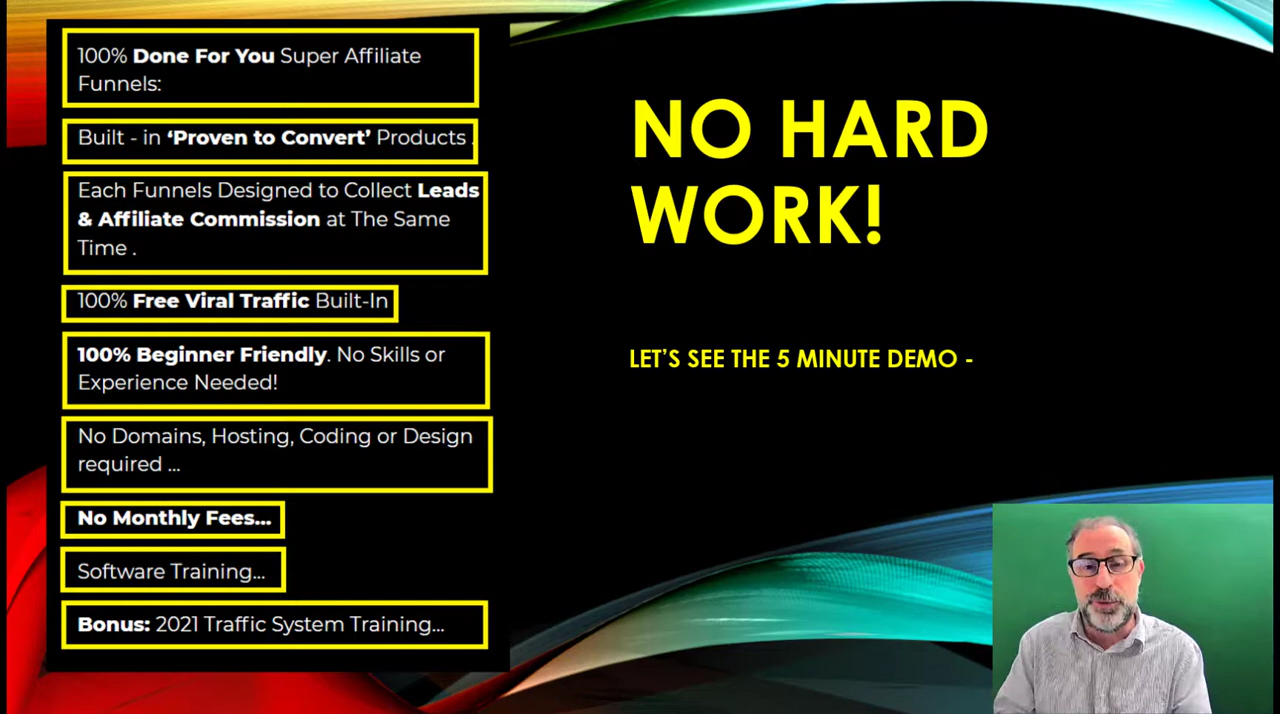 100% Done For You Super Affiliate
Funnels:
Built - in ‘Proven to Convert’ Products .
Each Funnels Designed to Collect Leads
& Affiliate Commission at The Same
Time .
100% Free Viral Traffic Built-In
100% Beginner Friendly. No Skills or
Experience Needed!
No Domains, Hosting, Coding or Design
required ...
No Monthly Fees...
Software Training...
Bonus: 2021 Traffic System Training...
NO HARD
WORK!
LET’S SEE THE 5 MINUTE DEMO -